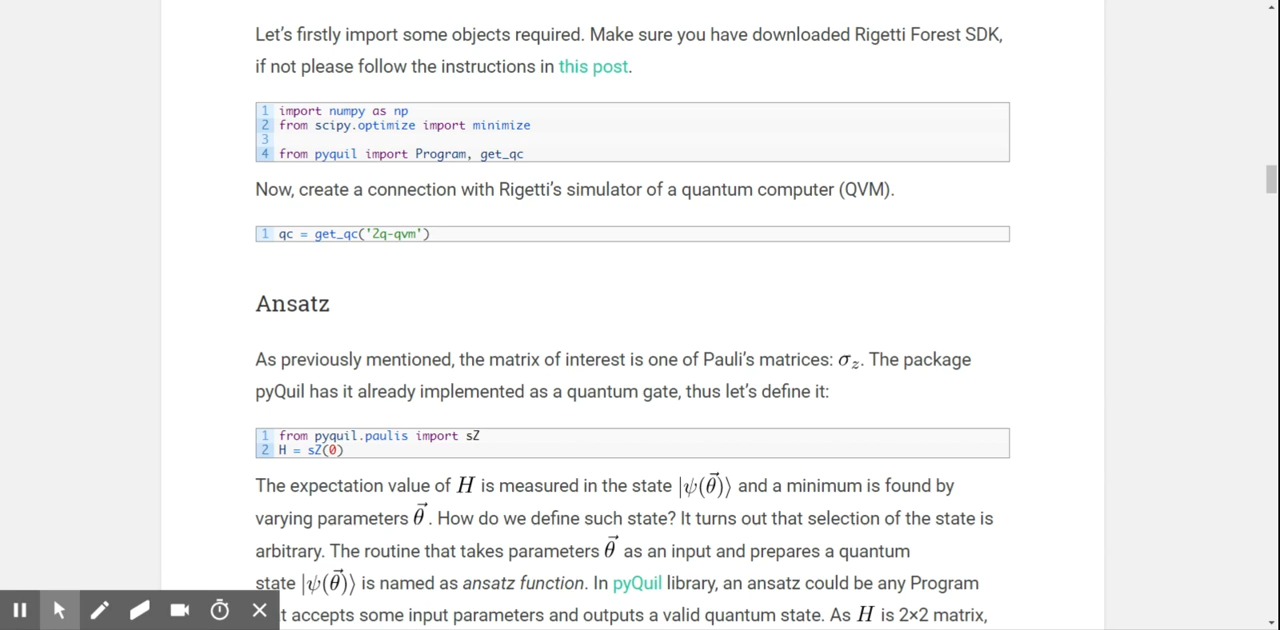 Let's firstly import some objects required. Make sure you have downloaded Rigetti Forest SDK,
if not please follow the instructions in this post.
1 import numpy as np
2 from scipy.optimize import minimize
3
4 from pyquil import Program, get_qc
Now, create a connection with Rigetti's simulator of a quantum computer (QVM).
1 qc = get_qc('2q-qvm')
Ansatz
As previously mentioned, the matrix of interest is one of Pauli's matrices: σ_z. The package
pyQuil has it already implemented as a quantum gate, thus let's define it:
1 from pyquil.paulis import sZ
2 H = sZ(0)
The expectation value of H is measured in the state |ψ(θ⃗)⟩ and a minimum is found by
varying parameters θ⃗. How do we define such state? It turns out that selection of the state is
arbitrary. The routine that takes parameters θ⃗ as an input and prepares a quantum
state |ψ(θ⃗)⟩ is named as ansatz function. In pyQuil library, an ansatz could be any Program
t accepts some input parameters and outputs a valid quantum state. As H is 2×2 matrix,